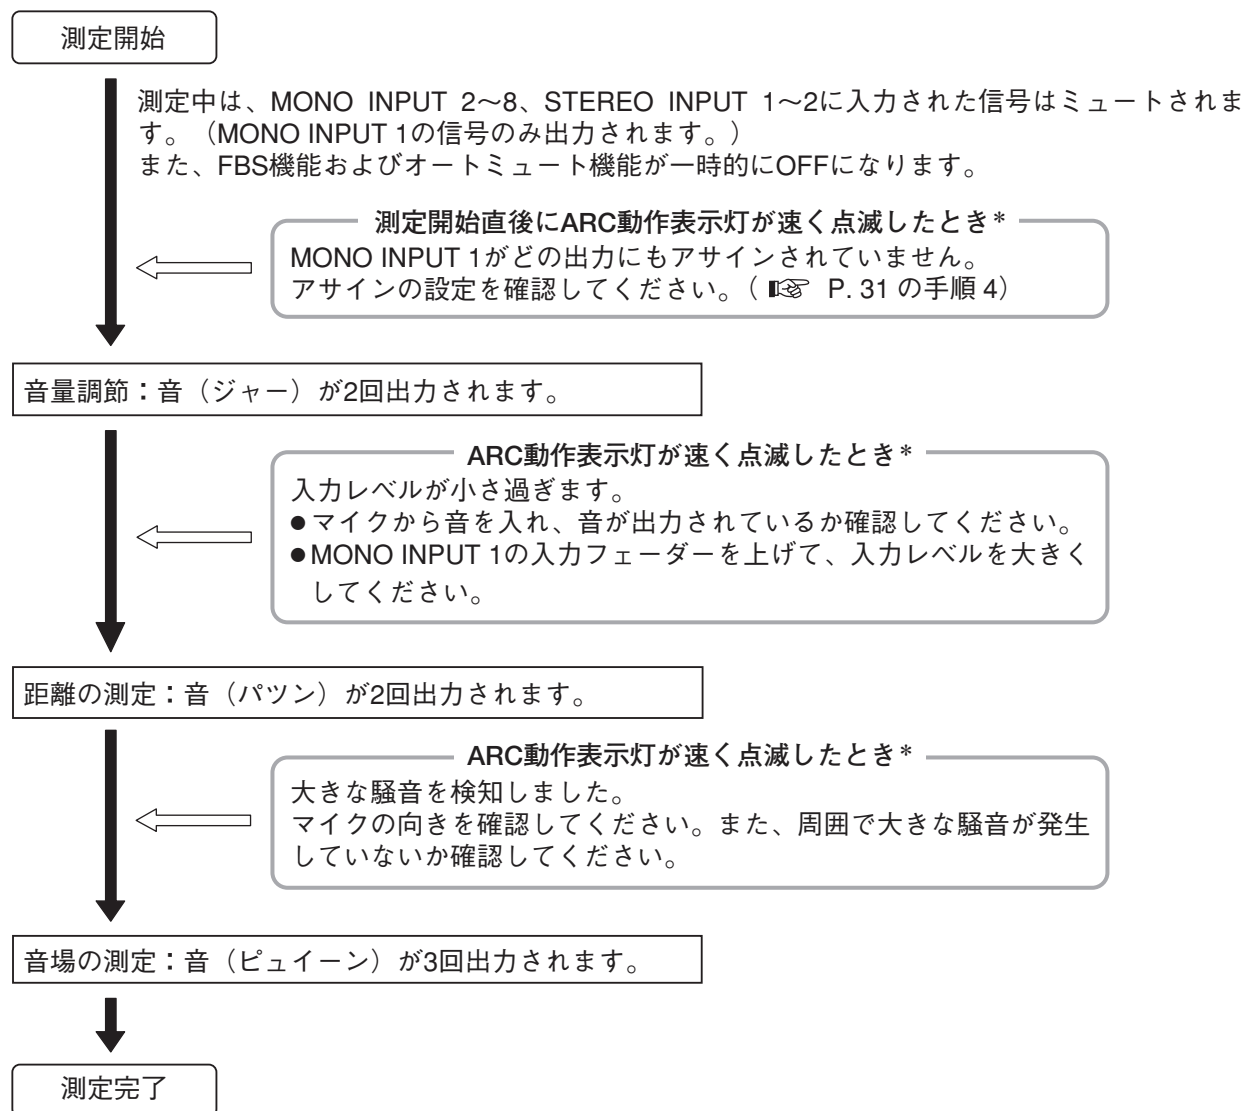 測定開始
測定中は、MONO INPUT 2～8、STEREO INPUT 1～2に入力された信号はミュートされま
す。（MONO INPUT 1の信号のみ出力されます。）
また、FBS機能およびオートミュート機能が一時的にOFFになります。
測定開始直後にARC動作表示灯が速く点滅したとき*
MONO INPUT 1がどの出力にもアサインされていません。
アサインの設定を確認してください。（☞ P. 31 の手順 4）
音量調節：音（ジャー）が2回出力されます。
ARC動作表示灯が速く点滅したとき*
入力レベルが小さ過ぎます。
●マイクから音を入れ、音が出力されているか確認してください。
●MONO INPUT 1の入力フェーダーを上げて、入力レベルを大きく
してください。
距離の測定：音（パツン）が2回出力されます。
ARC動作表示灯が速く点滅したとき*
大きな騒音を検知しました。
マイクの向きを確認してください。また、周囲で大きな騒音が発生
していないか確認してください。
音場の測定：音（ピュイーン）が3回出力されます。
測定完了